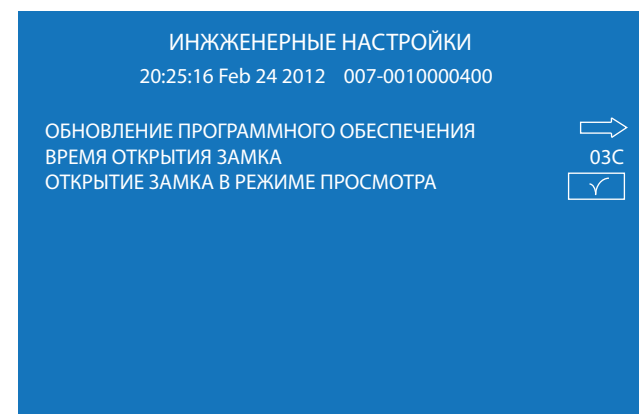 ИНЖЖЕНЕРНЫЕ НАСТРОЙКИ
20:25:16 Feb 24 2012 007-0010000400
ОБНОВЛЕНИЕ ПРОГРАММНОГО ОБЕСПЕЧЕНИЯ
ВРЕМЯ ОТКРЫТИЯ ЗАМКА 03С
ОТКРЫТИЕ ЗАМКА В РЕЖИМЕ ПРОСМОТРА